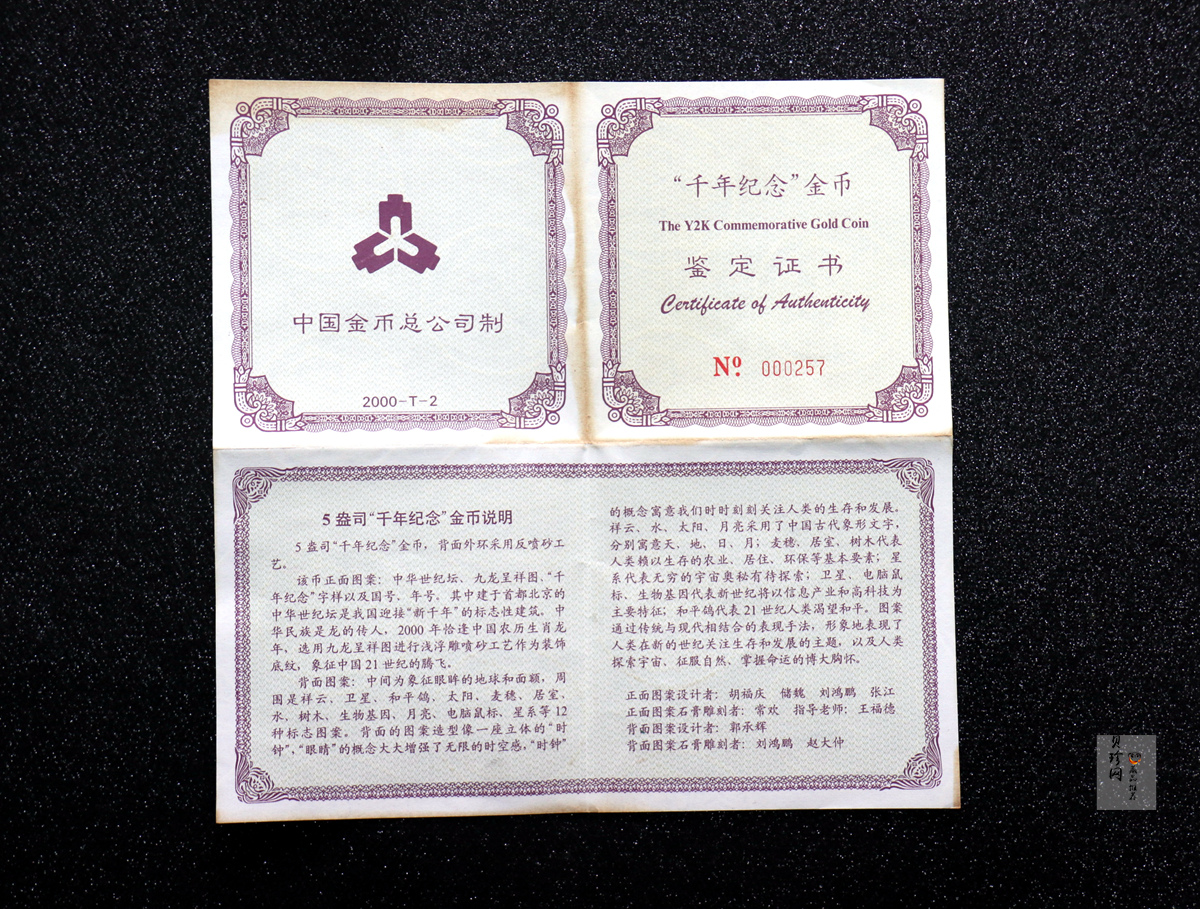 中国金币总公司制
2000-T-2
“千年纪念”金币
The Y2K Commemorative Gold Coin
鉴定证书
Certificate of Authenticity
Nº 000257
5盎司“千年纪念”金币说明
5盎司“千年纪念”金币，背面外环采用反喷砂工
艺。
该币正面图案：中华世纪坛、九龙呈祥图、“千
年纪念”字样以及国号、年号。其中建于首都北京的
中华世纪坛是我国迎接“新千年”的标志性建筑。中
华民族是龙的传人，2000年恰逢中国农历生肖龙
年，选用九龙呈祥图进行浅浮雕喷砂工艺作为装饰
底纹，象征中国21世纪的腾飞。
背面图案：中间为象征眼眸的地球和面额，周
围是祥云、卫星、和平鸽、太阳、麦穗、居室、
水、树木、生物基因、月亮、电脑鼠标、星系等12
种标志图案。背面的图案造型像一座立体的“时
钟”，“眼睛”的概念大大增强了无限的时空感，“时钟”
的概念寓意我们时时刻刻关注人类的生存和发展。
祥云、水、太阳、月亮采用了中国古代象形文字，
分别寓意天、地、日、月；麦穗、居室、树木代表
人类赖以生存的农业、居住、环保等基本要素；星
系代表无穷的宇宙奥秘有待探索；卫星、电脑鼠
标、生物基因代表新世纪将以信息产业和高科技为
主要特征；和平鸽代表21世纪人类渴望和平。图案
通过传统与现代相结合的表现手法，形象地表现了
人类在新的世纪关注生存和发展的主题，以及人类
探索宇宙、征服自然、掌握命运的博大胸怀。
正面图案设计者：胡福庆 储魏 刘鸿鹏 张江
正面图案石膏雕刻者：常欢 指导老师：王福德
背面图案设计者：郭承辉
背面图案石膏雕刻者：刘鸿鹏 赵大仲
贝珍网